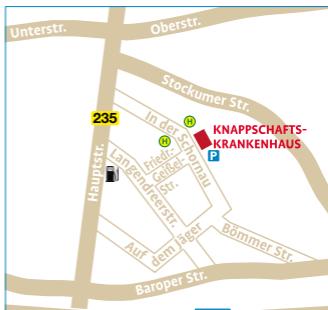 Unterstr.
Oberstr.
Stockumer Str.
235
In der Schornau
H
KNAPPSCHAFTS-
KRANKENHAUS
H
P
Friedr.-
Geißel-
Str.
Langendreerstr.
Hauptstr.
Auf dem Jäger
Bömmer Str.
Baroper Str.